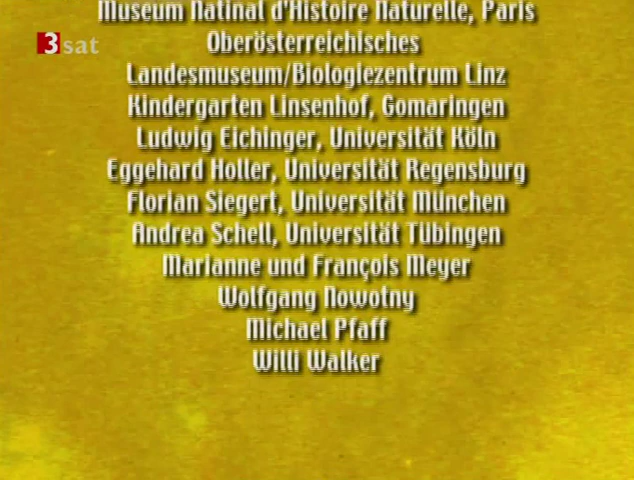 Museum Natinal d'Histoire Naturelle, Paris
3sat
Oberösterreichisches
Landesmuseum/Biologiezentrum Linz
Kindergarten Linsenhof, Gomaringen
Ludwig Eichinger, Universität Köln
Eggehard Holler, Universität Regensburg
Florian Siegert, Universität München
Andrea Schell, Universität Tübingen
Marianne und François Meyer
Wolfgang Nowotny
Michael Pfaff
Willi Walker